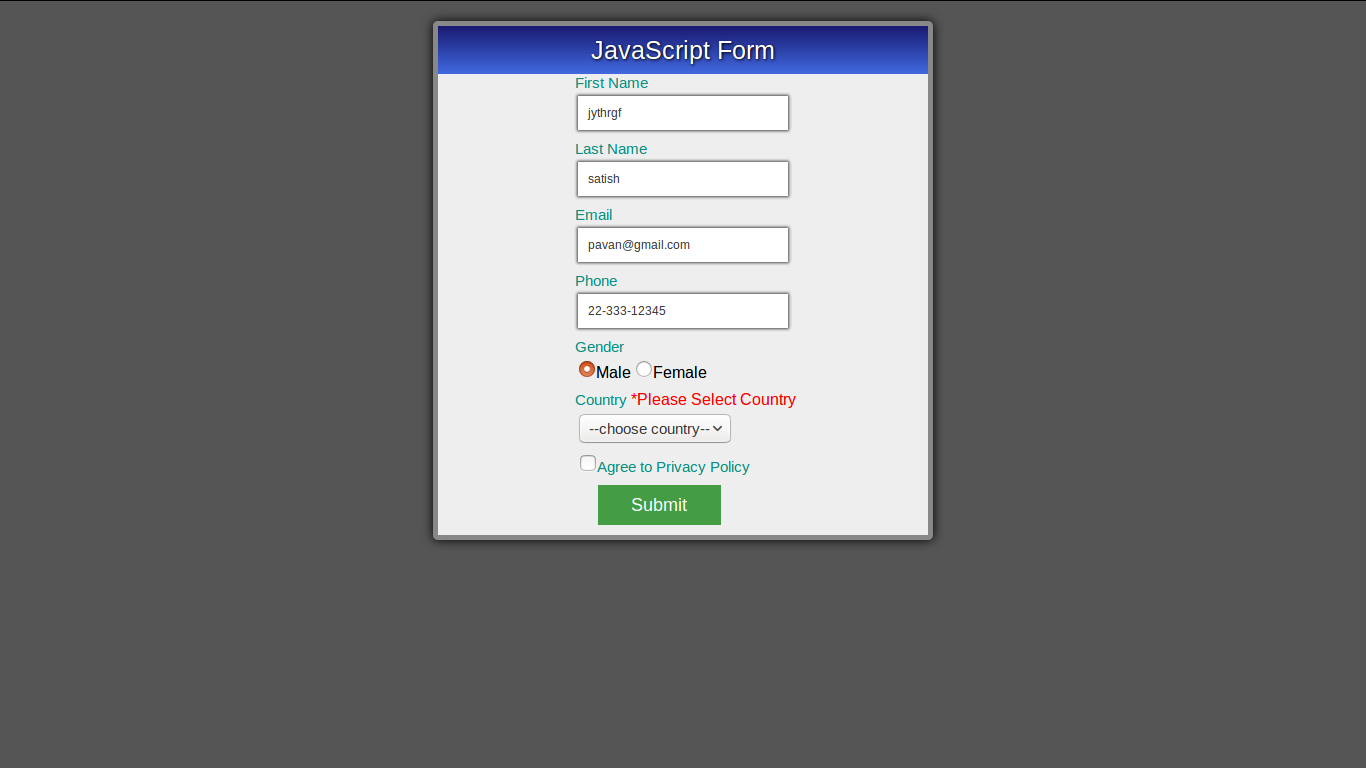 JavaScript Form
First Name
jythrgf
Last Name
satish
Email
pavan@gmail.com
Phone
22-333-12345
Gender
Male Female
Country *Please Select Country
--choose country--
Agree to Privacy Policy
Submit